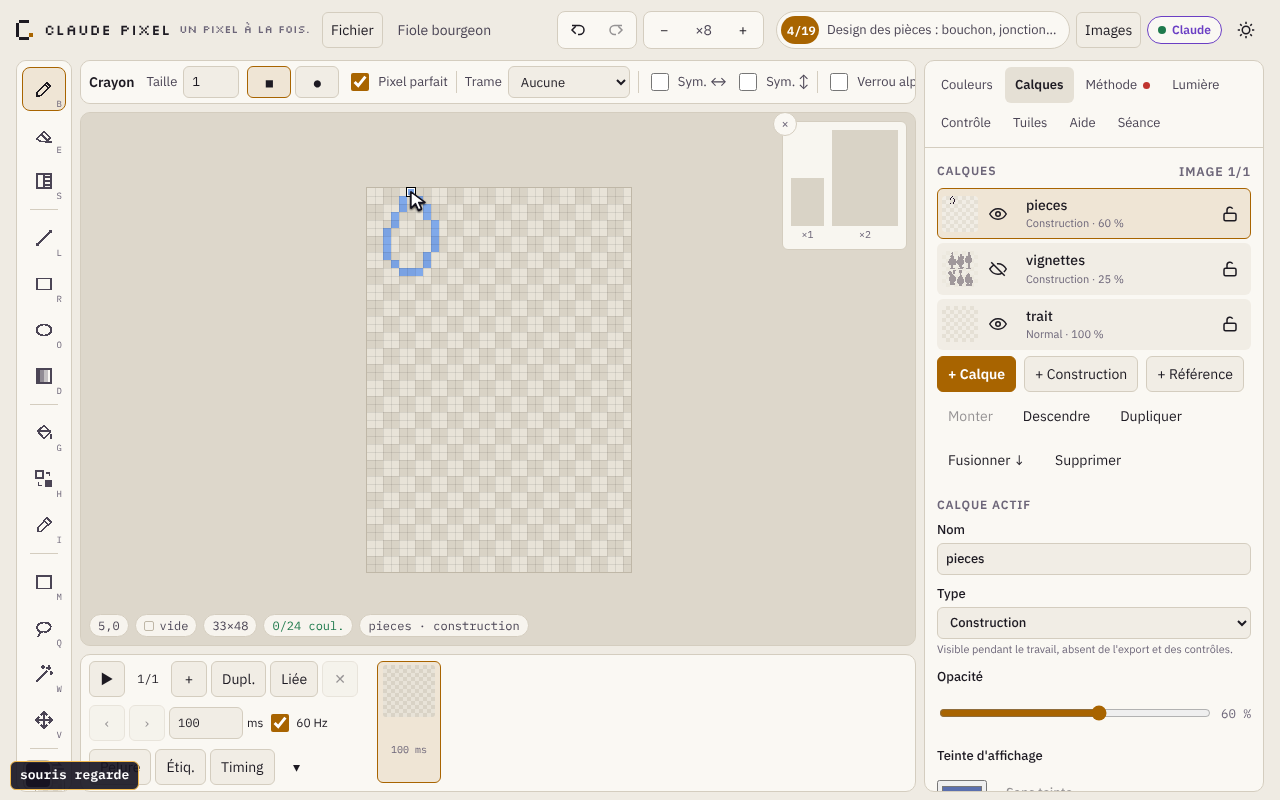 CLAUDE PIXEL
UN PIXEL À LA FOIS.
Fichier
Fiole bourgeon
− ×8 +
4/19
Design des pièces : bouchon, jonction…
Images
Claude
Crayon
Taille
1
Pixel parfait
Trame
Aucune
Sym. ↔
Sym. ↕
Verrou alp
B
E
S
L
R
O
D
G
H
I
M
Q
W
V
×
×1
×2
5,0
vide
33×48
0/24 coul.
pieces · construction
1/1
+
Dupl.
Liée
×
‹
›
100
ms
60 Hz
Étiq.
Timing
▼
100 ms
souris regarde
Couleurs
Calques
Méthode
Lumière
Contrôle
Tuiles
Aide
Séance
CALQUES
IMAGE 1/1
pieces
Construction · 60 %
vignettes
Construction · 25 %
trait
Normal · 100 %
+ Calque
+ Construction
+ Référence
Monter
Descendre
Dupliquer
Fusionner ↓
Supprimer
CALQUE ACTIF
Nom
pieces
Type
Construction
Visible pendant le travail, absent de l'export et des contrôles.
Opacité
60 %
Teinte d'affichage
Sans teinte